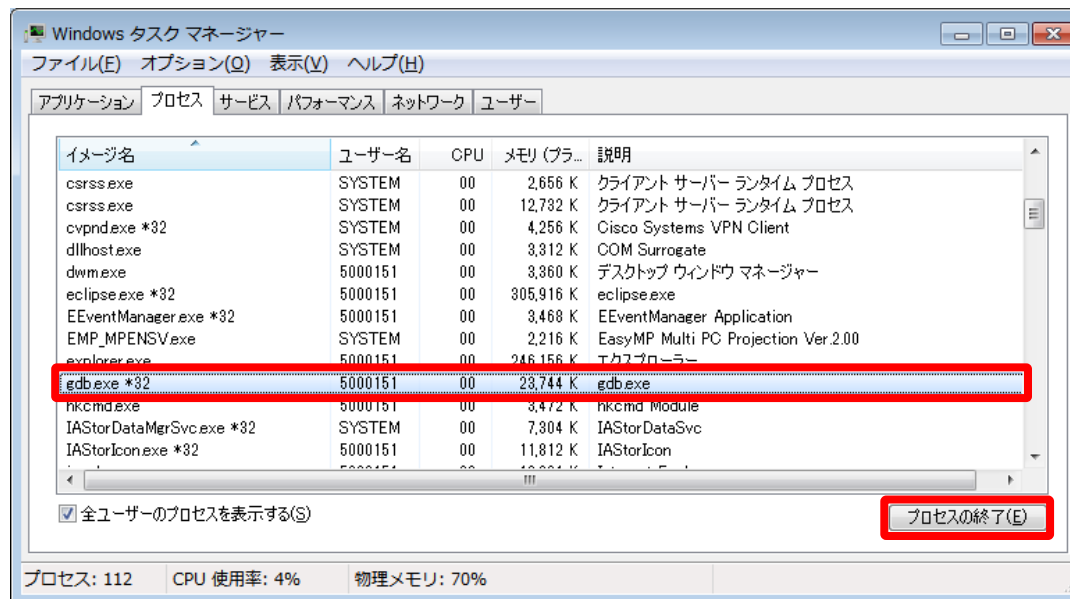 Windows タスク マネージャー
ファイル(F) オプション(O) 表示(V) ヘルプ(H)
アプリケーション プロセス サービス パフォーマンス ネットワーク ユーザー
イメージ名 ユーザー名 CPU メモリ (プラ... 説明
csrss.exe SYSTEM 00 2,656 K クライアント サーバー ランタイム プロセス
csrss.exe SYSTEM 00 12,732 K クライアント サーバー ランタイム プロセス
cvpnd.exe *32 SYSTEM 00 4,256 K Cisco Systems VPN Client
dllhost.exe SYSTEM 00 3,312 K COM Surrogate
dwm.exe 5000151 00 3,360 K デスクトップ ウィンドウ マネージャー
eclipse.exe *32 5000151 00 305,916 K eclipse.exe
EEventManager.exe *32 5000151 00 3,468 K EEventManager Application
EMP_MPENSV.exe SYSTEM 00 2,216 K EasyMP Multi PC Projection Ver.2.00
explorer.exe 5000151 00 246,156 K エクスプローラー
gdb.exe *32 5000151 00 23,744 K gdb.exe
hkcmd.exe 5000151 00 3,472 K hkcmd Module
IAStorDataMgrSvc.exe *32 SYSTEM 00 7,304 K IAStorDataSvc
IAStorIcon.exe *32 5000151 00 11,812 K IAStorIcon
全ユーザーのプロセスを表示する(S)
プロセスの終了(E)
プロセス: 112 CPU 使用率: 4% 物理メモリ: 70%